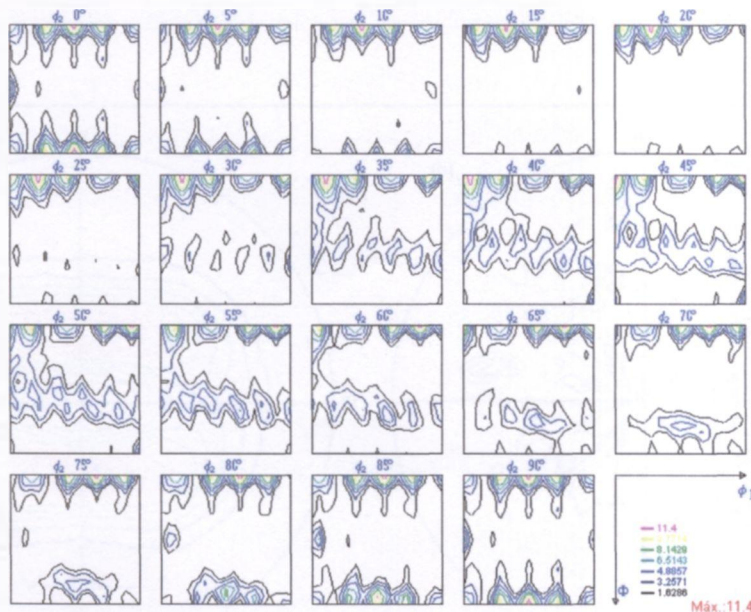 ϕ₂ 0°
ϕ₂ 5°
ϕ₂ 10°
ϕ₂ 15°
ϕ₂ 20°
ϕ₂ 25°
ϕ₂ 30°
ϕ₂ 35°
ϕ₂ 40°
ϕ₂ 45°
ϕ₂ 50°
ϕ₂ 55°
ϕ₂ 60°
ϕ₂ 65°
ϕ₂ 70°
ϕ₂ 75°
ϕ₂ 80°
ϕ₂ 85°
ϕ₂ 90°
ϕ₁
11.4
8.1428
6.5143
4.8857
3.2571
1.6286
Φ
Máx.:11.4